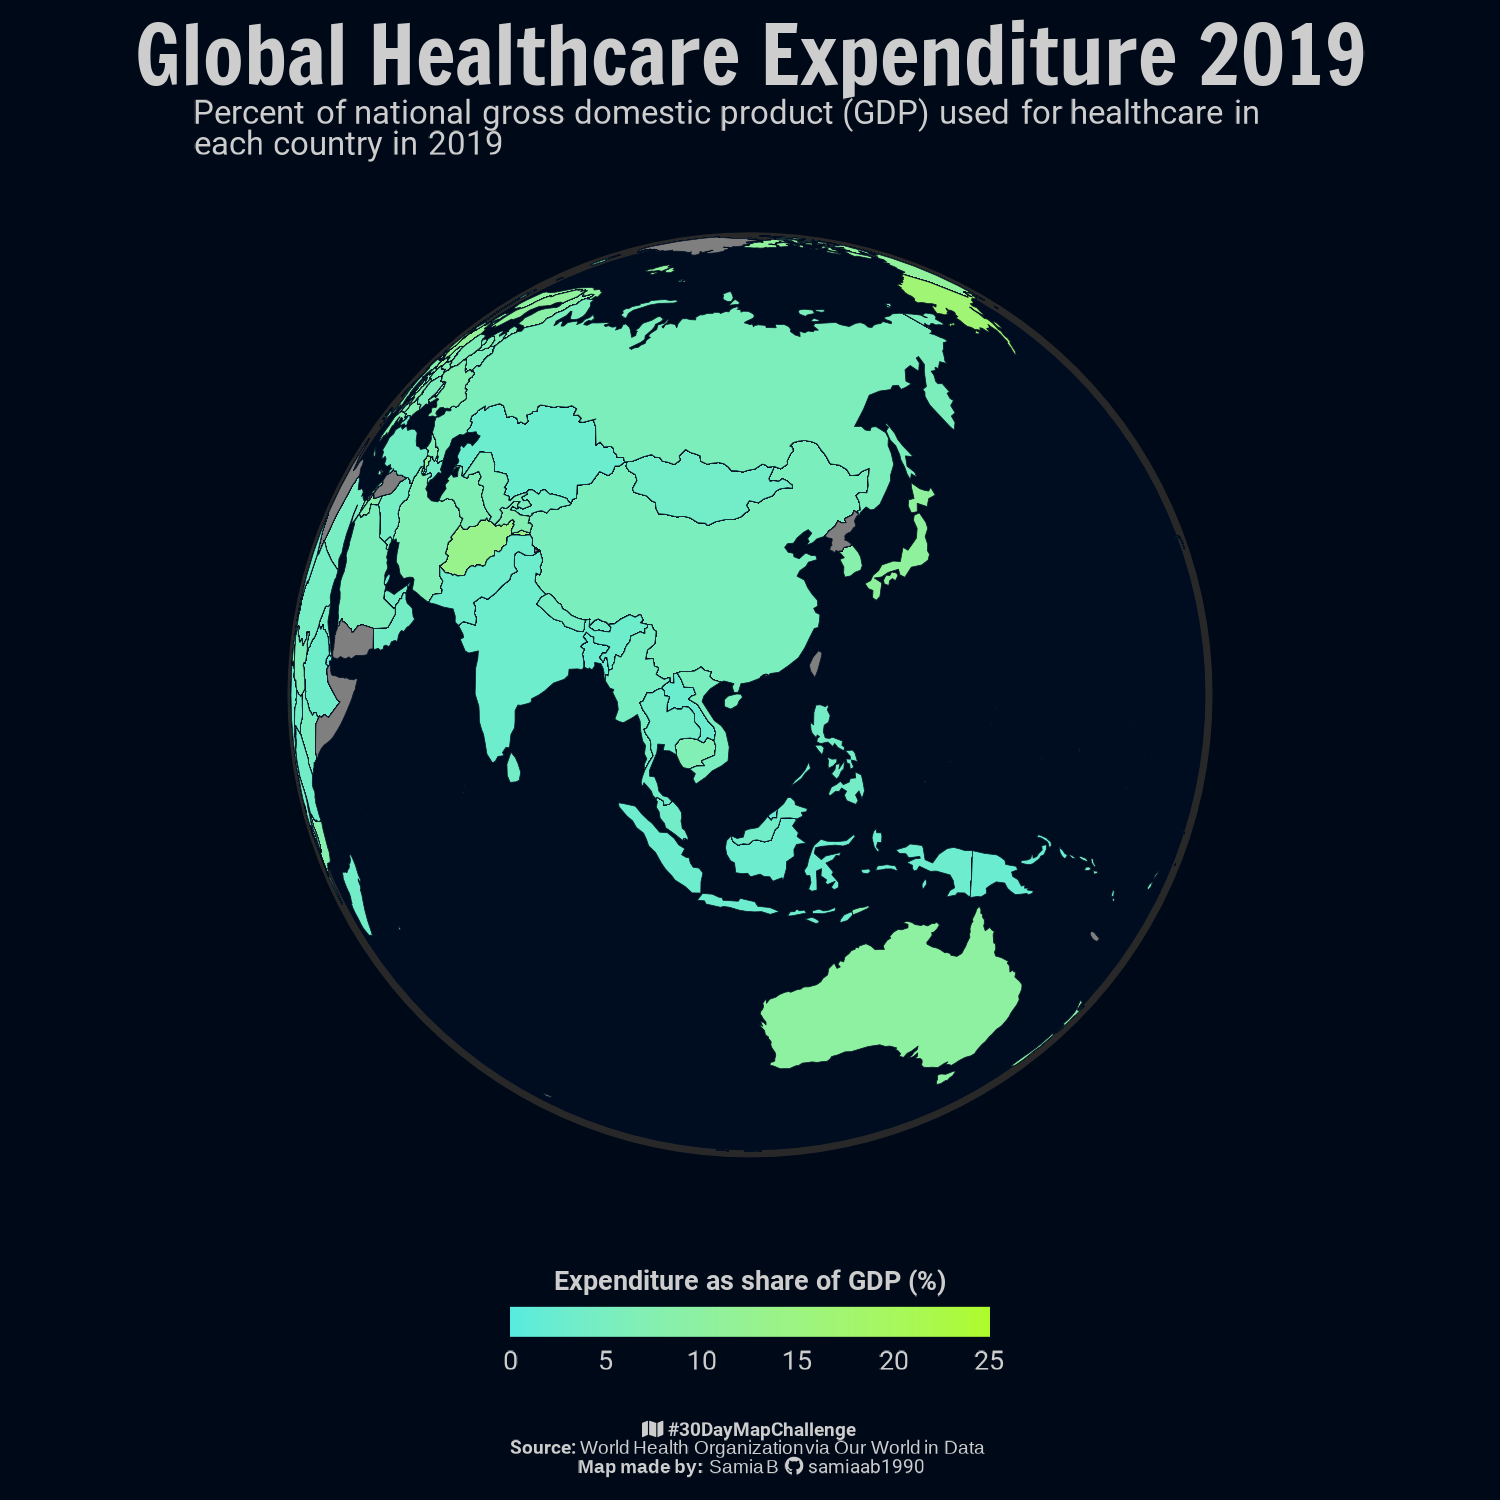 Global Healthcare Expenditure 2019
Percent of national gross domestic product (GDP) used for healthcare in
each country in 2019
Expenditure as share of GDP (%)
0 5 10 15 20 25
#30DayMapChallenge
Source: World Health Organization via Our World in Data
Map made by: Samia B samiaab1990